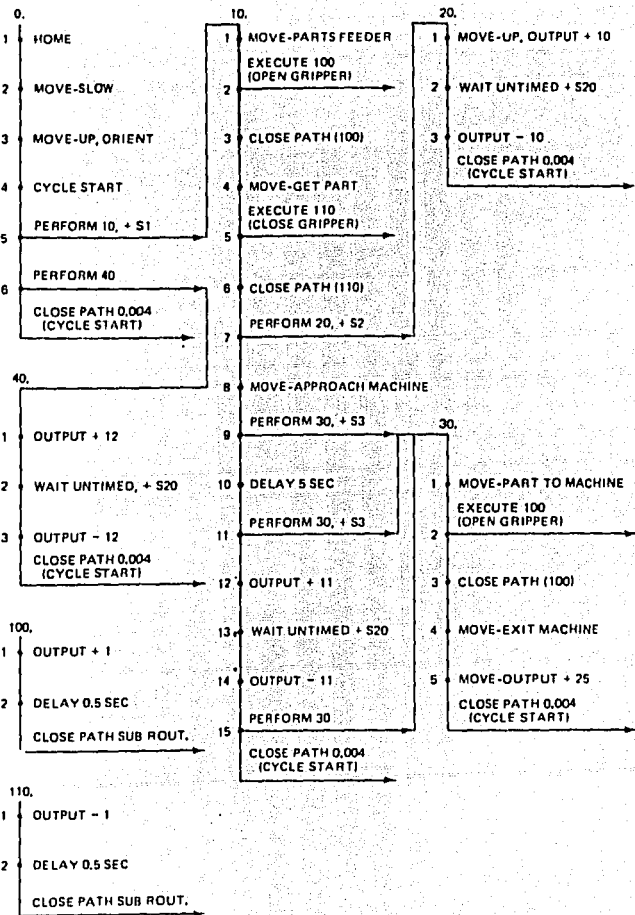 0.
1 HOME
2 MOVE-SLOW
3 MOVE-UP, ORIENT
4 CYCLE START
PERFORM 10, + S1
5
PERFORM 40
6
CLOSE PATH 0,004
(CYCLE START)
40.
1 OUTPUT + 12
2 WAIT UNTIMED, + S20
3 OUTPUT - 12
CLOSE PATH 0,004
(CYCLE START)
100.
1 OUTPUT + 1
2 DELAY 0.5 SEC
CLOSE PATH SUB ROUT.
110.
1 OUTPUT - 1
2 DELAY 0.5 SEC
CLOSE PATH SUB ROUT.
10.
1 MOVE-PARTS FEEDER
EXECUTE 100
(OPEN GRIPPER)
2
3 CLOSE PATH (100)
4 MOVE-GET PART
EXECUTE 110
(CLOSE GRIPPER)
5
6 CLOSE PATH (110)
7 PERFORM 20, + S2
8 MOVE-APPROACH MACHINE
PERFORM 30, + S3
9
10 DELAY 5 SEC
PERFORM 30, + S3
11
12 OUTPUT + 11
13 WAIT UNTIMED + S20
14 OUTPUT - 11
PERFORM 30
15
CLOSE PATH 0,004
(CYCLE START)
20.
1 MOVE-UP, OUTPUT + 10
2 WAIT UNTIMED + S20
3 OUTPUT - 10
CLOSE PATH 0,004
(CYCLE START)
30.
1 MOVE-PART TO MACHINE
EXECUTE 100
(OPEN GRIPPER)
2
3 CLOSE PATH (100)
4 MOVE-EXIT MACHINE
5 MOVE-OUTPUT + 25
CLOSE PATH 0,004
(CYCLE START)